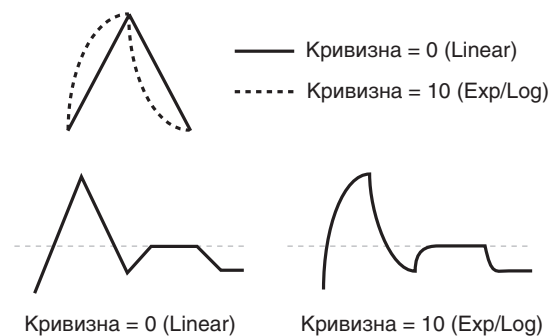 Кривизна = 0 (Linear)
Кривизна = 10 (Exp/Log)
Кривизна = 0 (Linear)
Кривизна = 10 (Exp/Log)